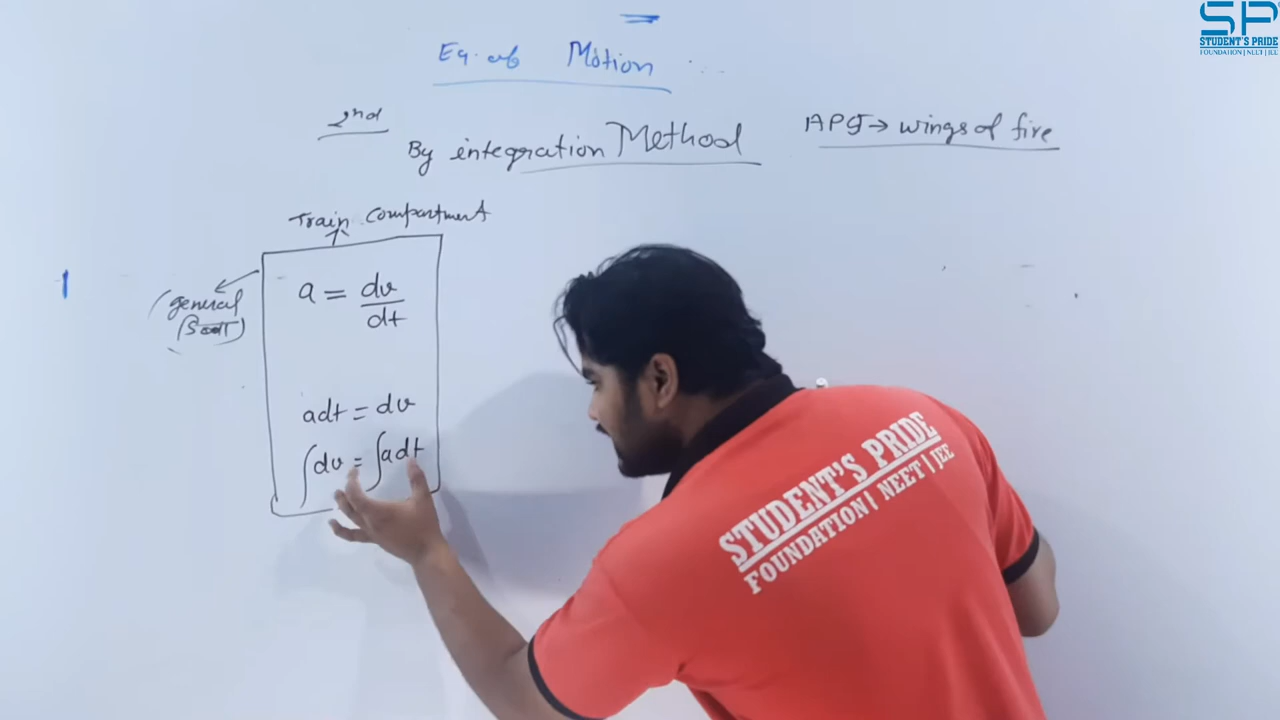 SP
STUDENT'S PRIDE
FOUNDATION | NEET | JEE
Eq. of Motion
2nd
By integration Method
APJ → wings of fire
Train Compartment
general
a = dv/dt
adt = dv
∫dv = ∫adt
STUDENT'S PRIDE
FOUNDATION | NEET | JEE